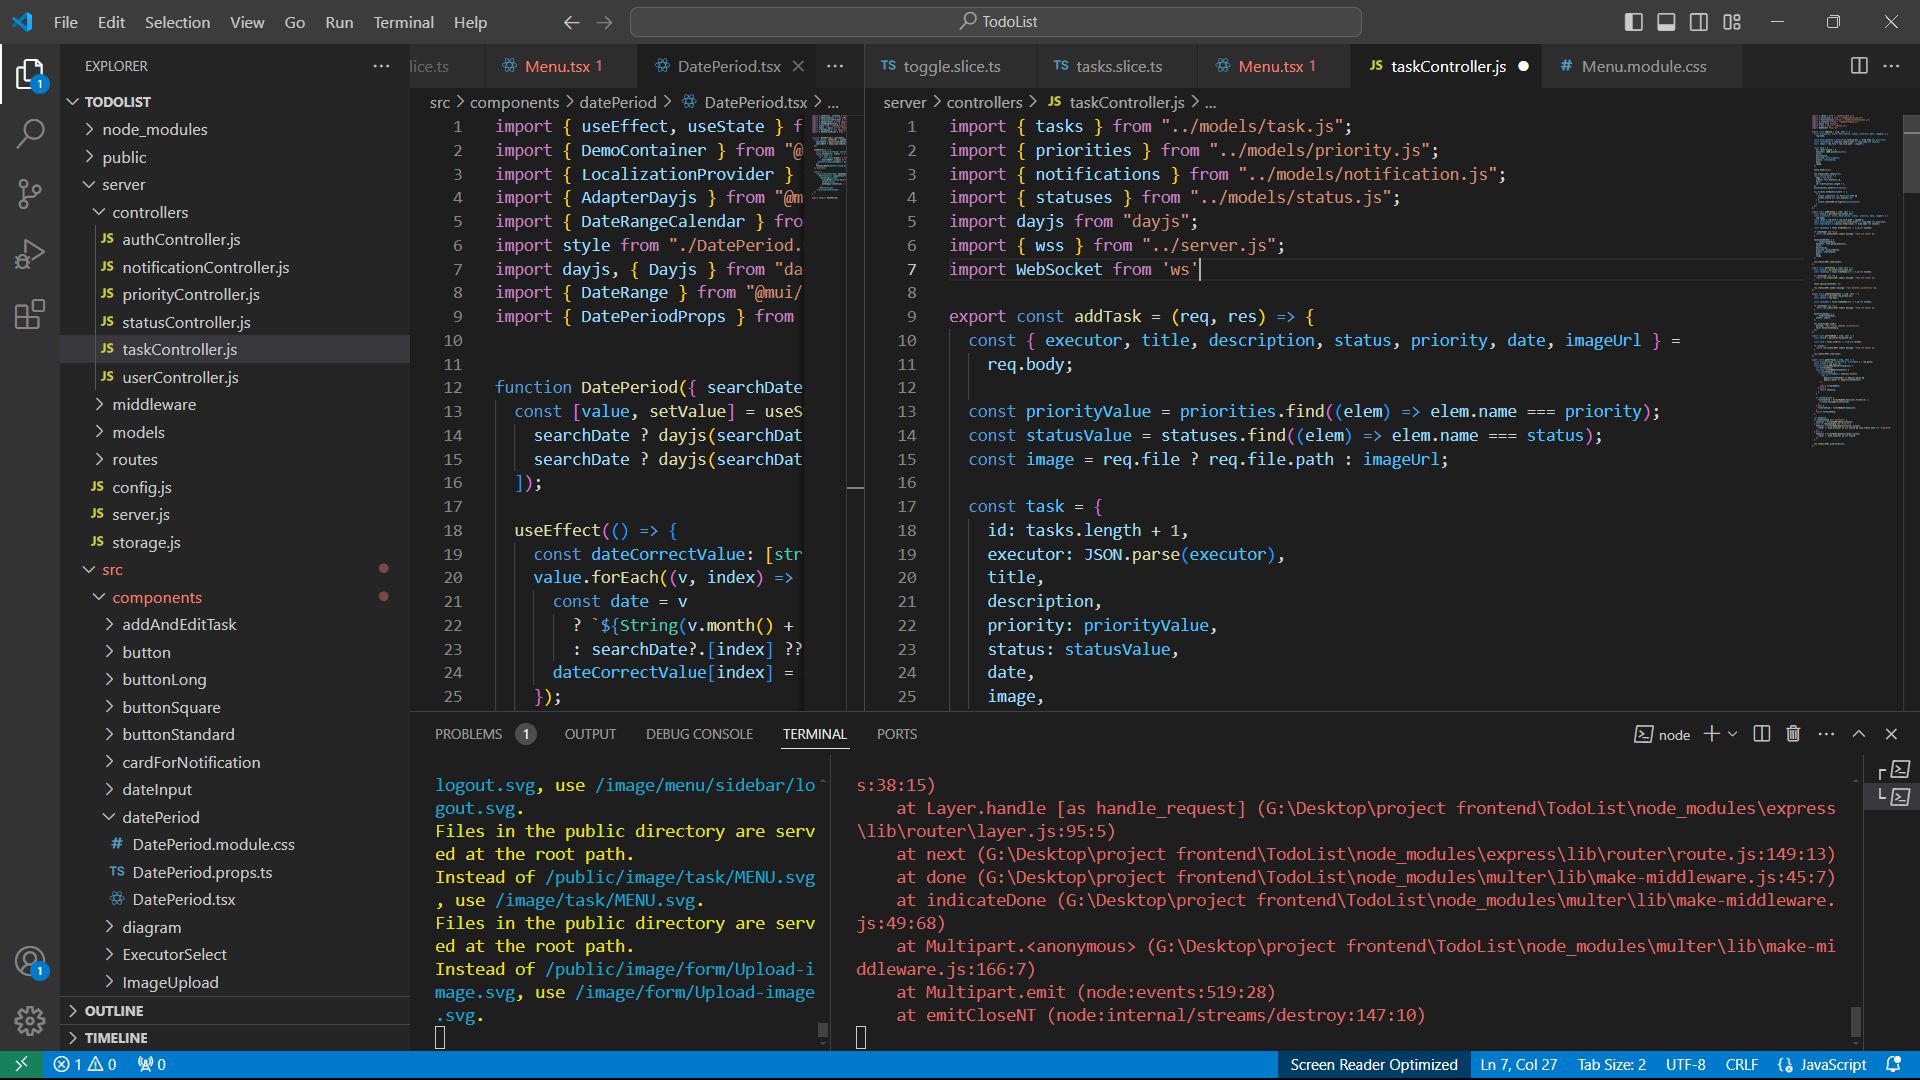 File Edit Selection View Go Run Terminal Help
TodoList
EXPLORER
TODOLIST
node_modules
public
server
controllers
JS authController.js
JS notificationController.js
JS priorityController.js
JS statusController.js
JS taskController.js
JS userController.js
middleware
models
routes
JS config.js
JS server.js
JS storage.js
src
components
addAndEditTask
button
buttonLong
buttonSquare
buttonStandard
cardForNotification
dateInput
datePeriod
# DatePeriod.module.css
TS DatePeriod.props.ts
DatePeriod.tsx
diagram
ExecutorSelect
ImageUpload
OUTLINE
TIMELINE
1
1
lice.ts
Menu.tsx 1
DatePeriod.tsx
src > components > datePeriod > DatePeriod.tsx > ...
1 import { useEffect, useState } f
2 import { DemoContainer } from "@
3 import { LocalizationProvider }
4 import { AdapterDayjs } from "@m
5 import { DateRangeCalendar } fro
6 import style from "./DatePeriod.
7 import dayjs, { Dayjs } from "da
8 import { DateRange } from "@mui/
9 import { DatePeriodProps } from
10
11
12 function DatePeriod({ searchDate
13 const [value, setValue] = useS
14 searchDate ? dayjs(searchDat
15 searchDate ? dayjs(searchDat
16 ]);
17
18 useEffect(() => {
19 const dateCorrectValue: [str
20 value.forEach((v, index) =>
21 const date = v
22 ? `${String(v.month() +
23 : searchDate?.[index] ??
24 dateCorrectValue[index] =
25 });
TS toggle.slice.ts
TS tasks.slice.ts
Menu.tsx 1
JS taskController.js
# Menu.module.css
server > controllers > JS taskController.js > ...
1 import { tasks } from "../models/task.js";
2 import { priorities } from "../models/priority.js";
3 import { notifications } from "../models/notification.js";
4 import { statuses } from "../models/status.js";
5 import dayjs from "dayjs";
6 import { wss } from "../server.js";
7 import WebSocket from 'ws'
8
9 export const addTask = (req, res) => {
10 const { executor, title, description, status, priority, date, imageUrl } =
11 req.body;
12
13 const priorityValue = priorities.find((elem) => elem.name === priority);
14 const statusValue = statuses.find((elem) => elem.name === status);
15 const image = req.file ? req.file.path : imageUrl;
16
17 const task = {
18 id: tasks.length + 1,
19 executor: JSON.parse(executor),
20 title,
21 description,
22 priority: priorityValue,
23 status: statusValue,
24 date,
25 image,
PROBLEMS 1 OUTPUT DEBUG CONSOLE TERMINAL PORTS
node
logout.svg, use /image/menu/sidebar/lo
gout.svg.
Files in the public directory are serv
ed at the root path.
Instead of /public/image/task/MENU.svg
, use /image/task/MENU.svg.
Files in the public directory are serv
ed at the root path.
Instead of /public/image/form/Upload-i
mage.svg, use /image/form/Upload-image
.svg.
s:38:15)
at Layer.handle [as handle_request] (G:\Desktop\project frontend\TodoList\node_modules\express
\lib\router\layer.js:95:5)
at next (G:\Desktop\project frontend\TodoList\node_modules\express\lib\router\route.js:149:13)
at done (G:\Desktop\project frontend\TodoList\node_modules\multer\lib\make-middleware.js:45:7)
at indicateDone (G:\Desktop\project frontend\TodoList\node_modules\multer\lib\make-middleware.
js:49:68)
at Multipart.<anonymous> (G:\Desktop\project frontend\TodoList\node_modules\multer\lib\make-mi
ddleware.js:166:7)
at Multipart.emit (node:events:519:28)
at emitCloseNT (node:internal/streams/destroy:147:10)
1 0 0
Screen Reader Optimized Ln 7, Col 27 Tab Size: 2 UTF-8 CRLF JavaScript